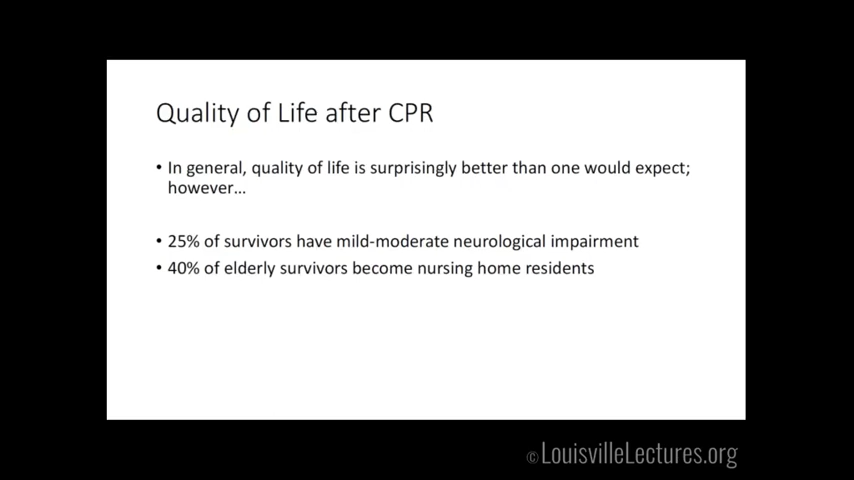 Quality of Life after CPR
• In general, quality of life is surprisingly better than one would expect;
however...
• 25% of survivors have mild-moderate neurological impairment
• 40% of elderly survivors become nursing home residents
© LouisvilleLectures.org